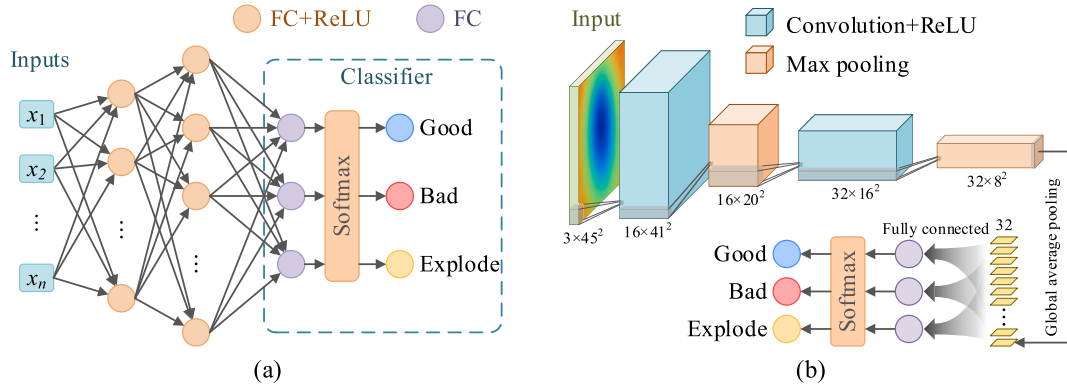 FC+ReLU
FC
Inputs
Classifier
x1
x2
⋮
xn
...
⋮
⋮
Softmax
Good
Bad
Explode
(a)
Input
Convolution+ReLU
Max pooling
3×45²
16×41²
16×20²
32×16²
32×8²
Fully connected
32
Good
Bad
Explode
Softmax
Global average pooling
(b)